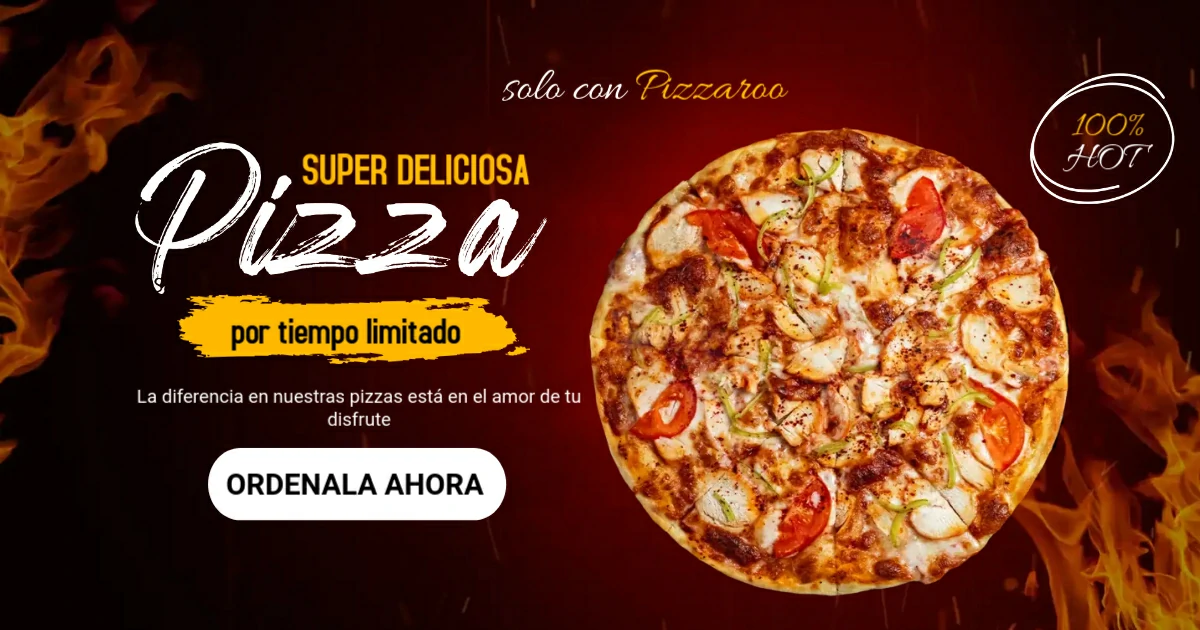 solo con Pizzaroo
100%
HOT
SUPER DELICIOSA
Pizza
por tiempo limitado
La diferencia en nuestras pizzas está en el amor de tu
disfrute
ORDENALA AHORA